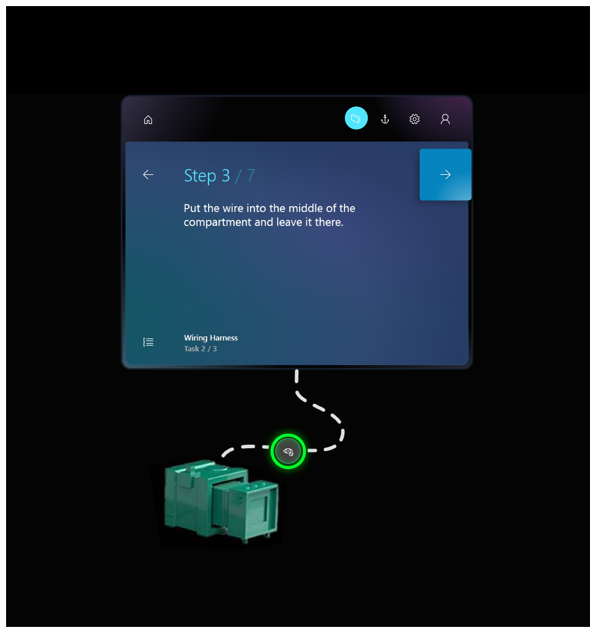 Step 3 / 7
Put the wire into the middle of the
compartment and leave it there.
Wiring Harness
Task 2 / 3